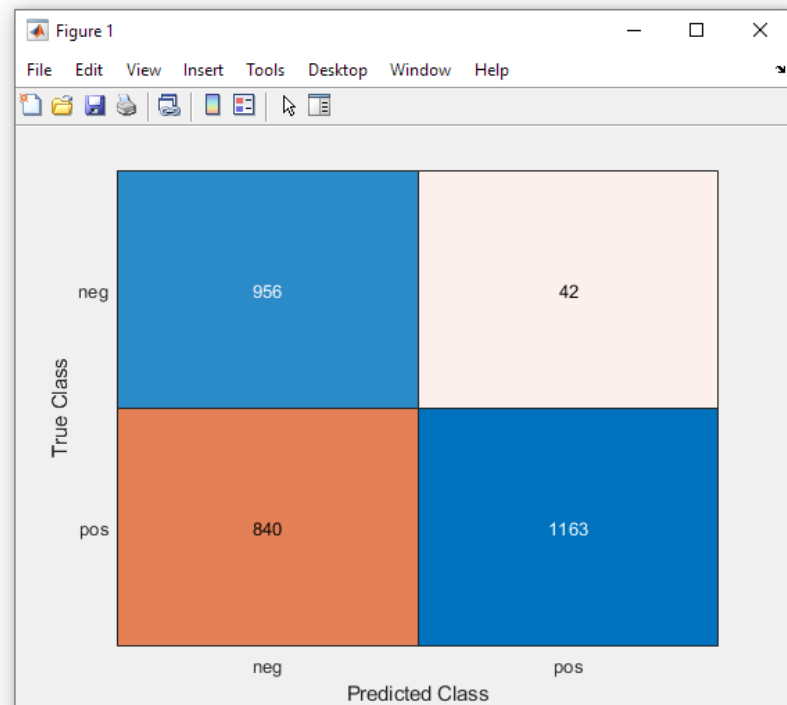 Figure 1
File Edit View Insert Tools Desktop Window Help
neg 956 42
True Class
pos 840 1163
neg pos
Predicted Class